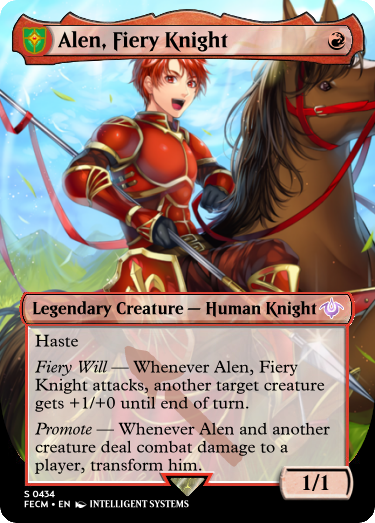 Alen, Fiery Knight
Legendary Creature — Human Knight
Haste
Fiery Will — Whenever Alen, Fiery
Knight attacks, another target creature
gets +1/+0 until end of turn.
Promote — Whenever Alen and another
creature deal combat damage to a
player, transform him.
1/1
S 0434
FECM • EN INTELLIGENT SYSTEMS